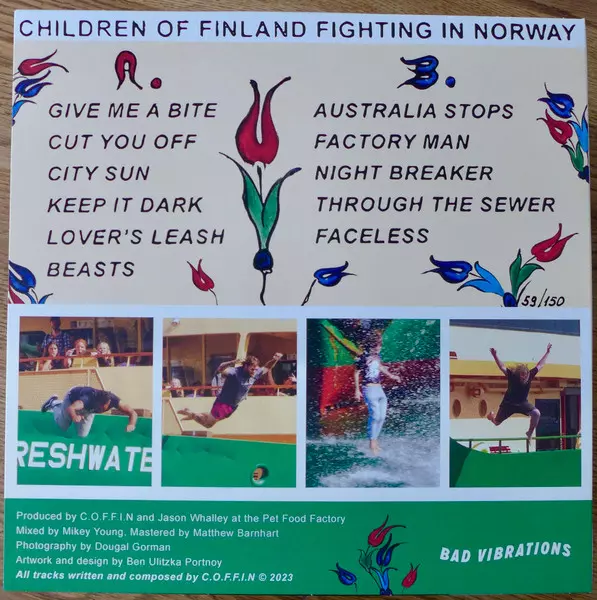 CHILDREN OF FINLAND FIGHTING IN NORWAY
A.
GIVE ME A BITE
CUT YOU OFF
CITY SUN
KEEP IT DARK
LOVER'S LEASH
BEASTS
B.
AUSTRALIA STOPS
FACTORY MAN
NIGHT BREAKER
THROUGH THE SEWER
FACELESS
59/150
RESHWATE
Produced by C.O.F.F.I.N and Jason Whalley at the Pet Food Factory
Mixed by Mikey Young, Mastered by Matthew Barnhart
Photography by Dougal Gorman
Artwork and design by Ben Ulitzka Portnoy
All tracks written and composed by C.O.F.F.I.N © 2023
BAD VIBRATIONS